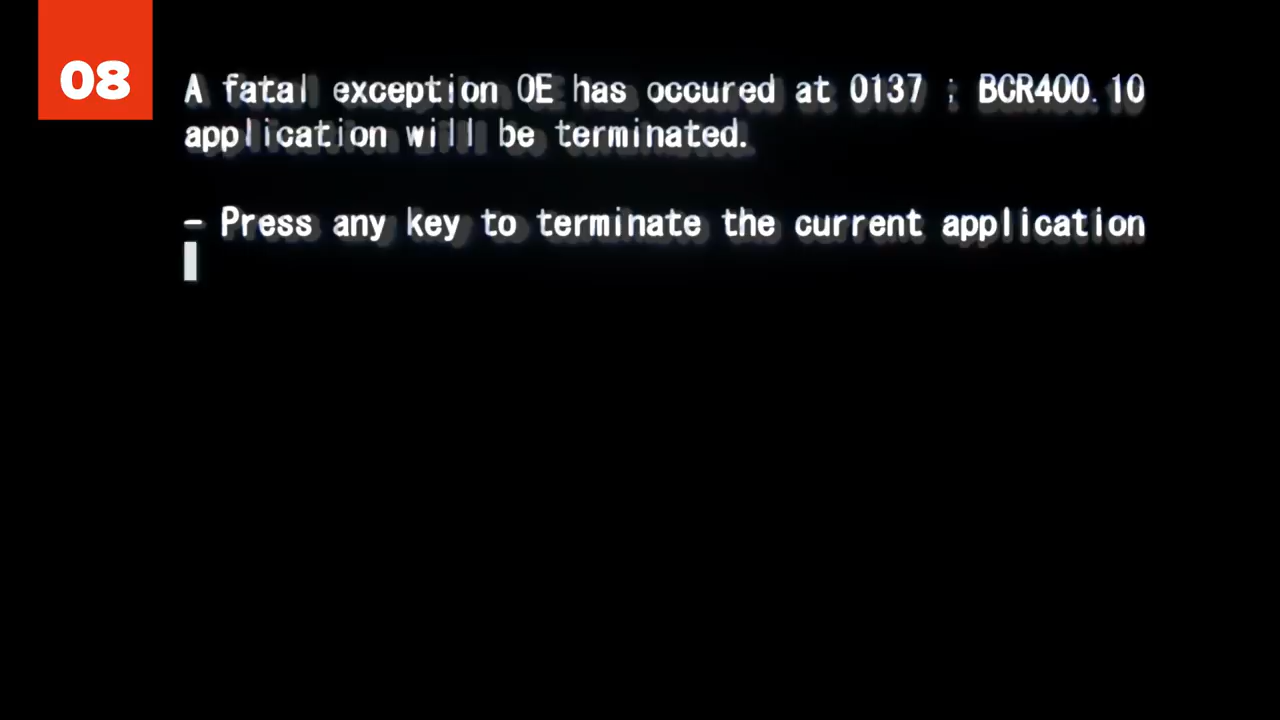 08
A fatal exception OE has occured at 0137 : BCR400.10
application will be terminated.
- Press any key to terminate the current application